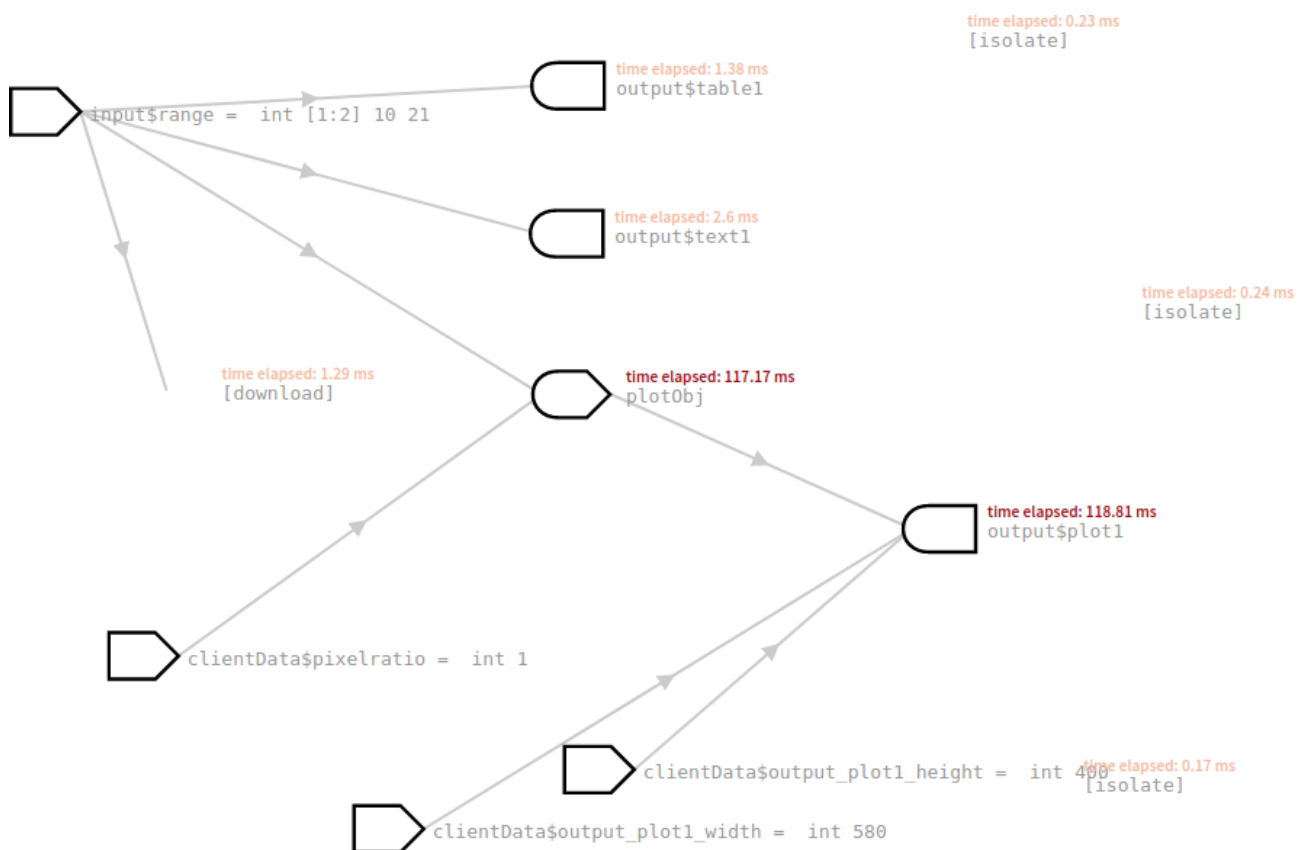 time elapsed: 0.23 ms
[isolate]
time elapsed: 1.38 ms
output$table1
input$range =  int [1:2] 10 21
time elapsed: 2.6 ms
output$text1
time elapsed: 0.24 ms
[isolate]
time elapsed: 1.29 ms
[download]
time elapsed: 117.17 ms
plotObj
time elapsed: 118.81 ms
output$plot1
clientData$pixelratio =  int 1
clientData$output_plot1_height =  int 400
time elapsed: 0.17 ms
[isolate]
clientData$output_plot1_width =  int 580